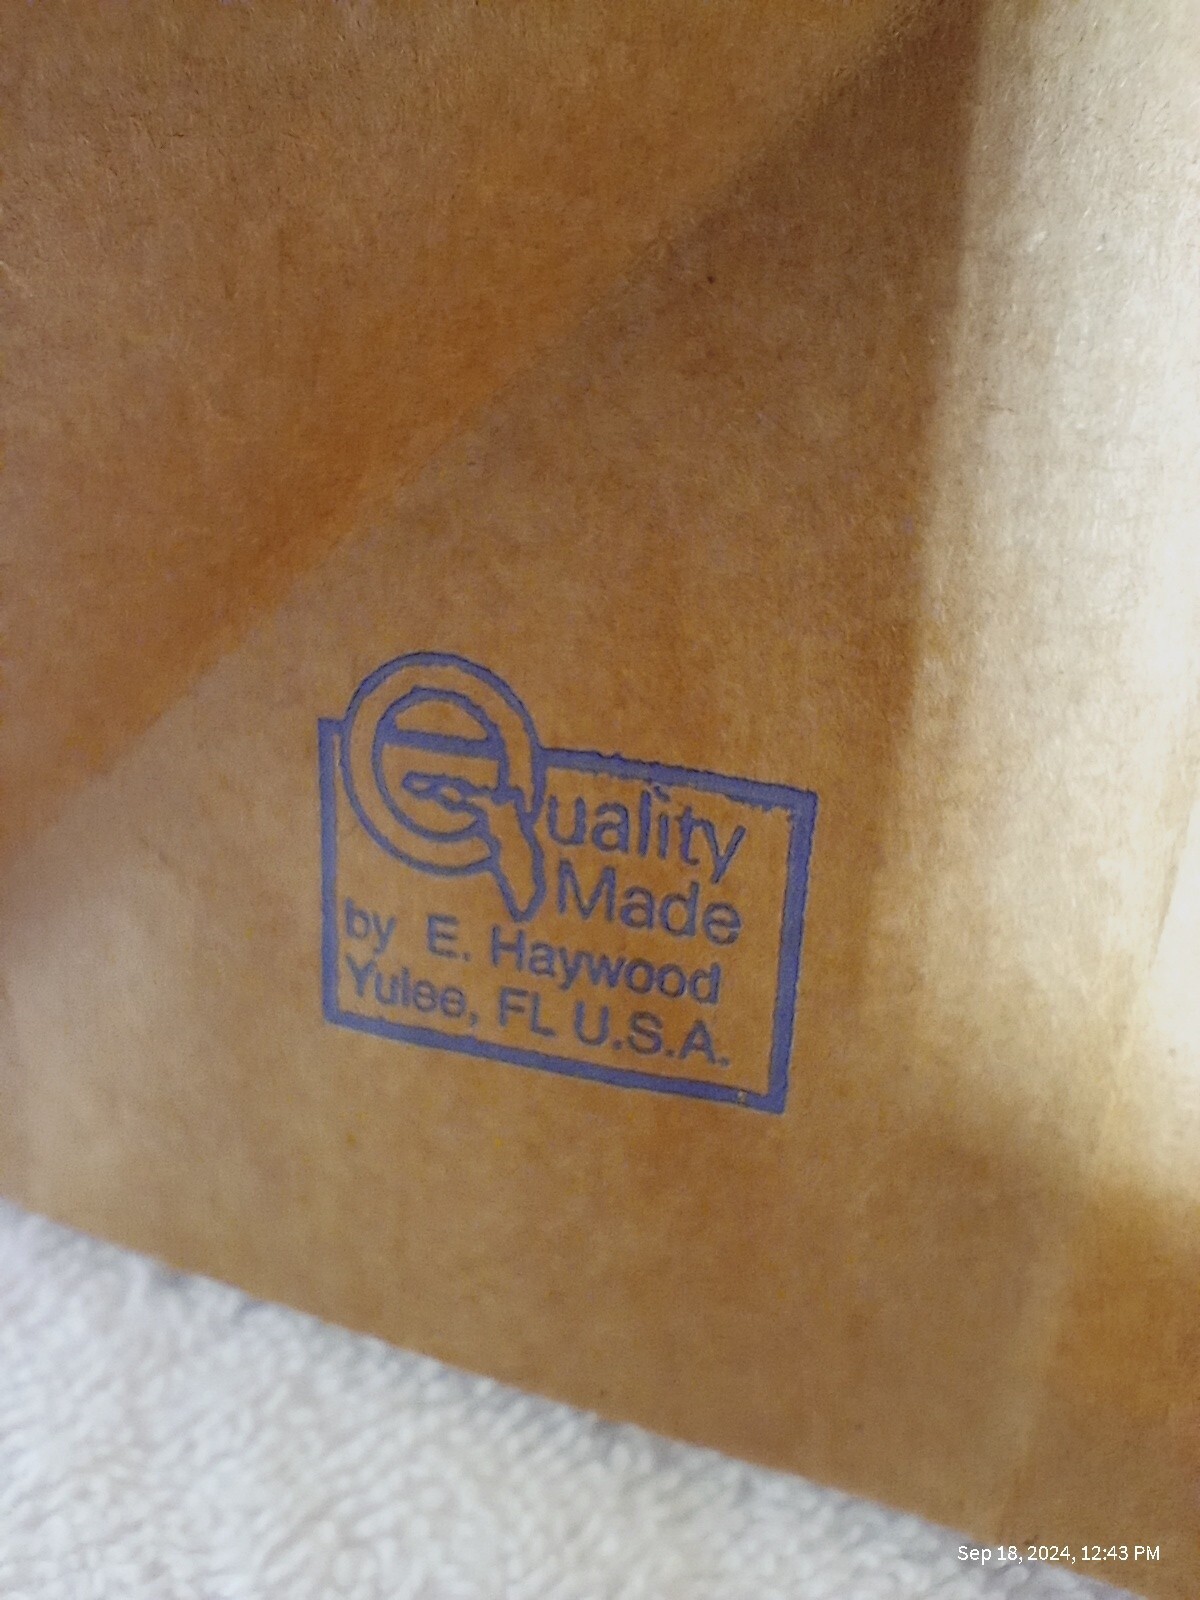 Quality
Made
by E. Haywood
Yulee, FL U.S.A.
Sep 18, 2024, 12:43 PM